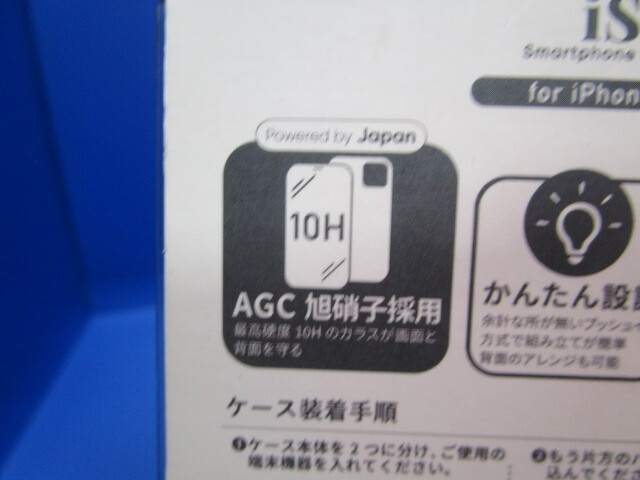 iS
Smartphone
for iPhon
Powered by Japan
10H
AGC 旭硝子採用
最高硬度 10H のガラスが画面と
背面を守る
かんたん設
余計な所が無いプッシュ
方式で組み立てが簡単
背面のアレンジも可能
ケース装着手順
❶ケース本体を2つに分け、ご使用の
端末機器を入れてください。
❷もう片方の
込んでくださ